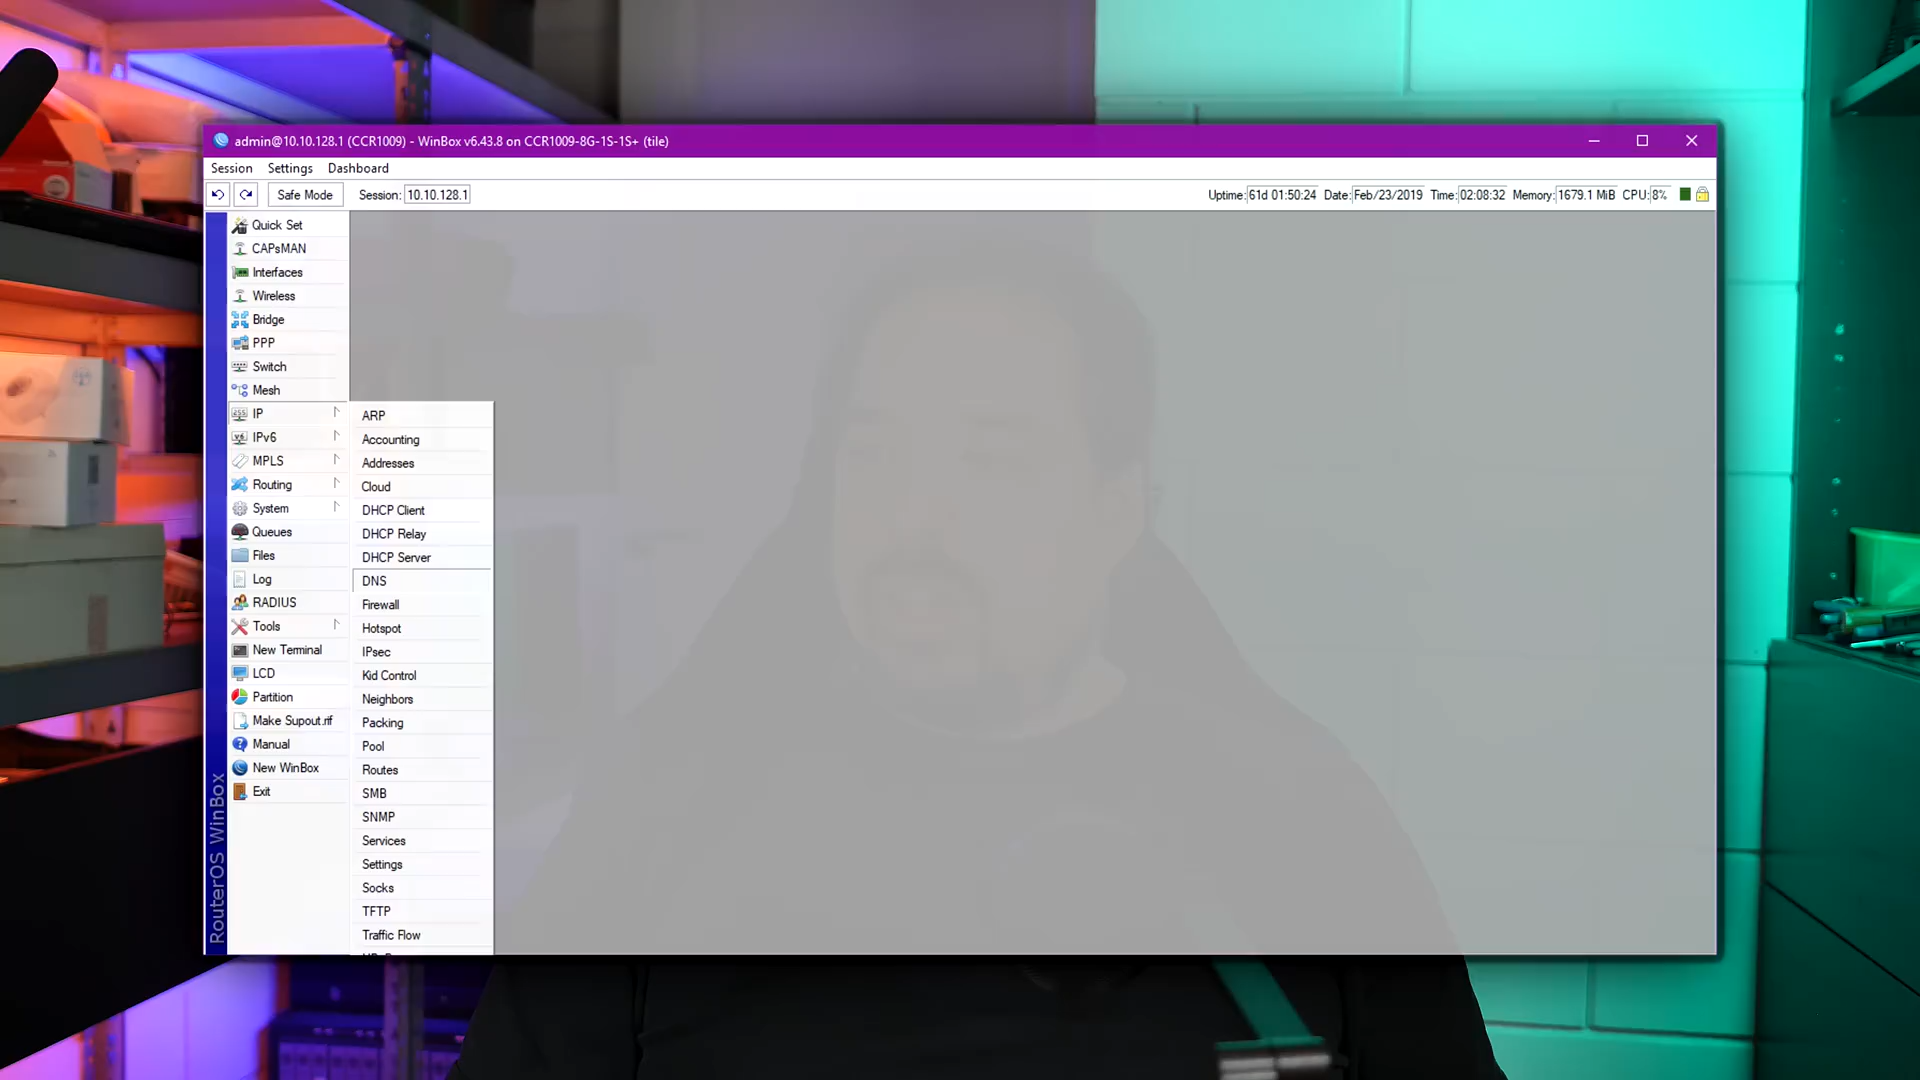 admin@10.10.128.1 (CCR1009) - WinBox v6.43.8 on CCR1009-8G-1S-1S+ (tile)
Session Settings Dashboard
Safe Mode Session: 10.10.128.1 Uptime: 61d 01:50:24 Date: Feb/23/2019 Time: 02:08:32 Memory: 1679.1 MiB CPU: 8%
Quick Set
CAPsMAN
Interfaces
Wireless
Bridge
PPP
Switch
Mesh
IP
IPv6
MPLS
Routing
System
Queues
Files
Log
RADIUS
Tools
New Terminal
LCD
Partition
Make Supout.rif
Manual
New WinBox
Exit
ARP
Accounting
Addresses
Cloud
DHCP Client
DHCP Relay
DHCP Server
DNS
Firewall
Hotspot
IPsec
Kid Control
Neighbors
Packing
Pool
Routes
SMB
SNMP
Services
Settings
Socks
TFTP
Traffic Flow
RouterOS WinBox